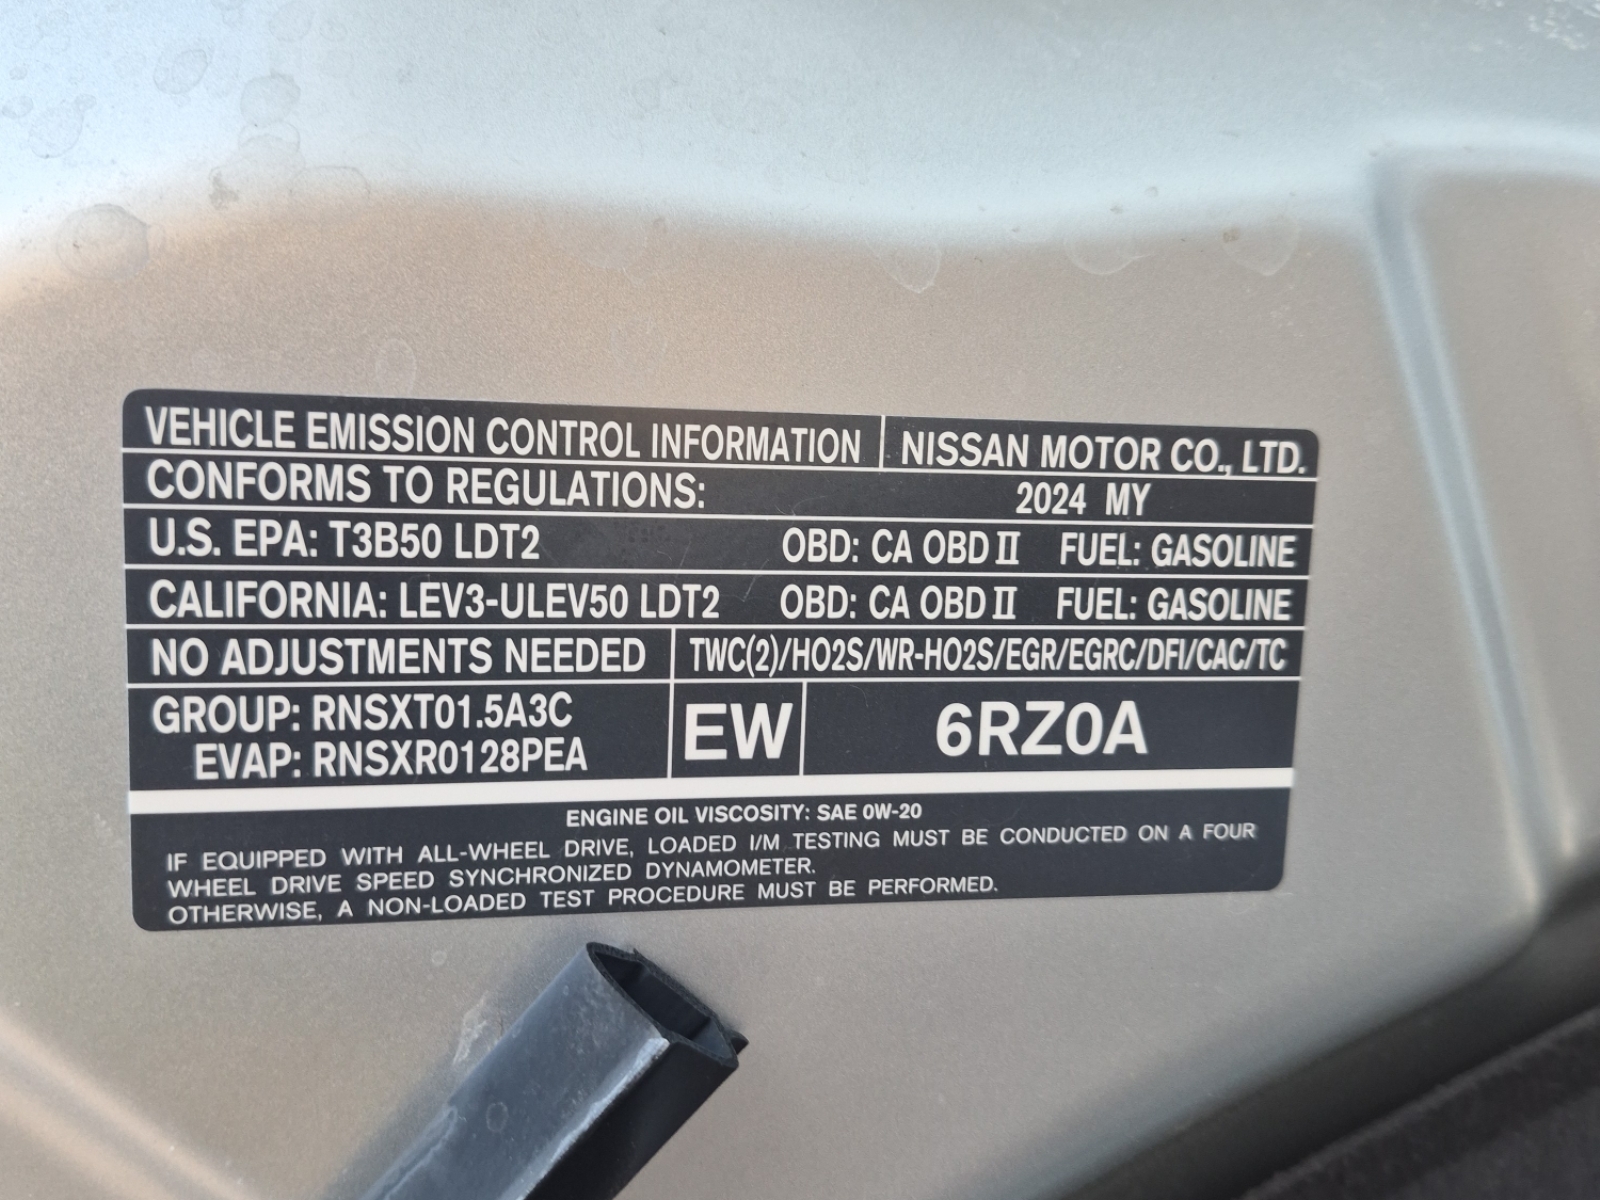 VEHICLE EMISSION CONTROL INFORMATION NISSAN MOTOR CO., LTD.
CONFORMS TO REGULATIONS: 2024 MY
U.S. EPA: T3B50 LDT2 OBD: CA OBD II FUEL: GASOLINE
CALIFORNIA: LEV3-ULEV50 LDT2 OBD: CA OBD II FUEL: GASOLINE
NO ADJUSTMENTS NEEDED TWC(2)/HO2S/WR-HO2S/EGR/EGRC/DFI/CAC/TC
GROUP: RNSXT01.5A3C
EVAP: RNSXR0128PEA
EW 6RZ0A
ENGINE OIL VISCOSITY: SAE 0W-20
IF EQUIPPED WITH ALL-WHEEL DRIVE, LOADED I/M TESTING MUST BE CONDUCTED ON A FOUR
WHEEL DRIVE SPEED SYNCHRONIZED DYNAMOMETER.
OTHERWISE, A NON-LOADED TEST PROCEDURE MUST BE PERFORMED.